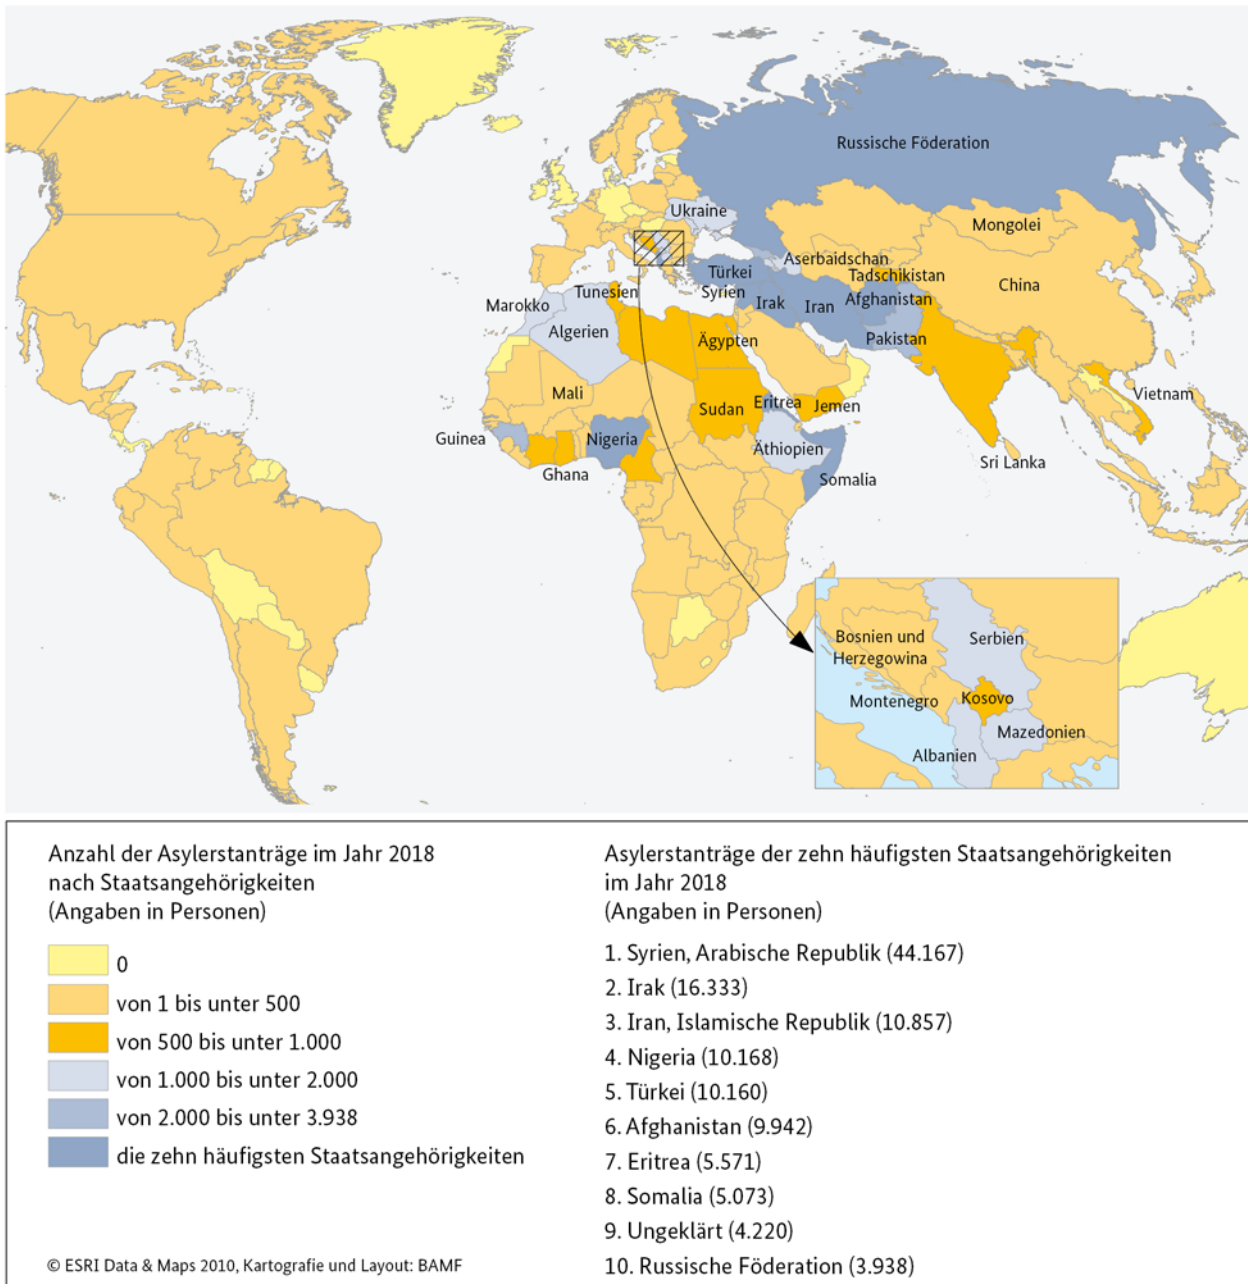 Russische Föderation
Ukraine
Mongolei
Aserbaidschan
Türkei
Tadschikistan
China
Tunesien
Syrien
Marokko
Irak
Iran
Afghanistan
Algerien
Ägypten
Pakistan
Mali
Vietnam
Sudan
Eritrea
Jemen
Guinea
Nigeria
Äthiopien
Ghana
Sri Lanka
Somalia
Bosnien und
Herzegowina
Serbien
Montenegro
Kosovo
Mazedonien
Albanien
Anzahl der Asylerstanträge im Jahr 2018
nach Staatsangehörigkeiten
(Angaben in Personen)
0
von 1 bis unter 500
von 500 bis unter 1.000
von 1.000 bis unter 2.000
von 2.000 bis unter 3.938
die zehn häufigsten Staatsangehörigkeiten
© ESRI Data & Maps 2010, Kartografie und Layout: BAMF
Asylerstanträge der zehn häufigsten Staatsangehörigkeiten
im Jahr 2018
(Angaben in Personen)
1. Syrien, Arabische Republik (44.167)
2. Irak (16.333)
3. Iran, Islamische Republik (10.857)
4. Nigeria (10.168)
5. Türkei (10.160)
6. Afghanistan (9.942)
7. Eritrea (5.571)
8. Somalia (5.073)
9. Ungeklärt (4.220)
10. Russische Föderation (3.938)